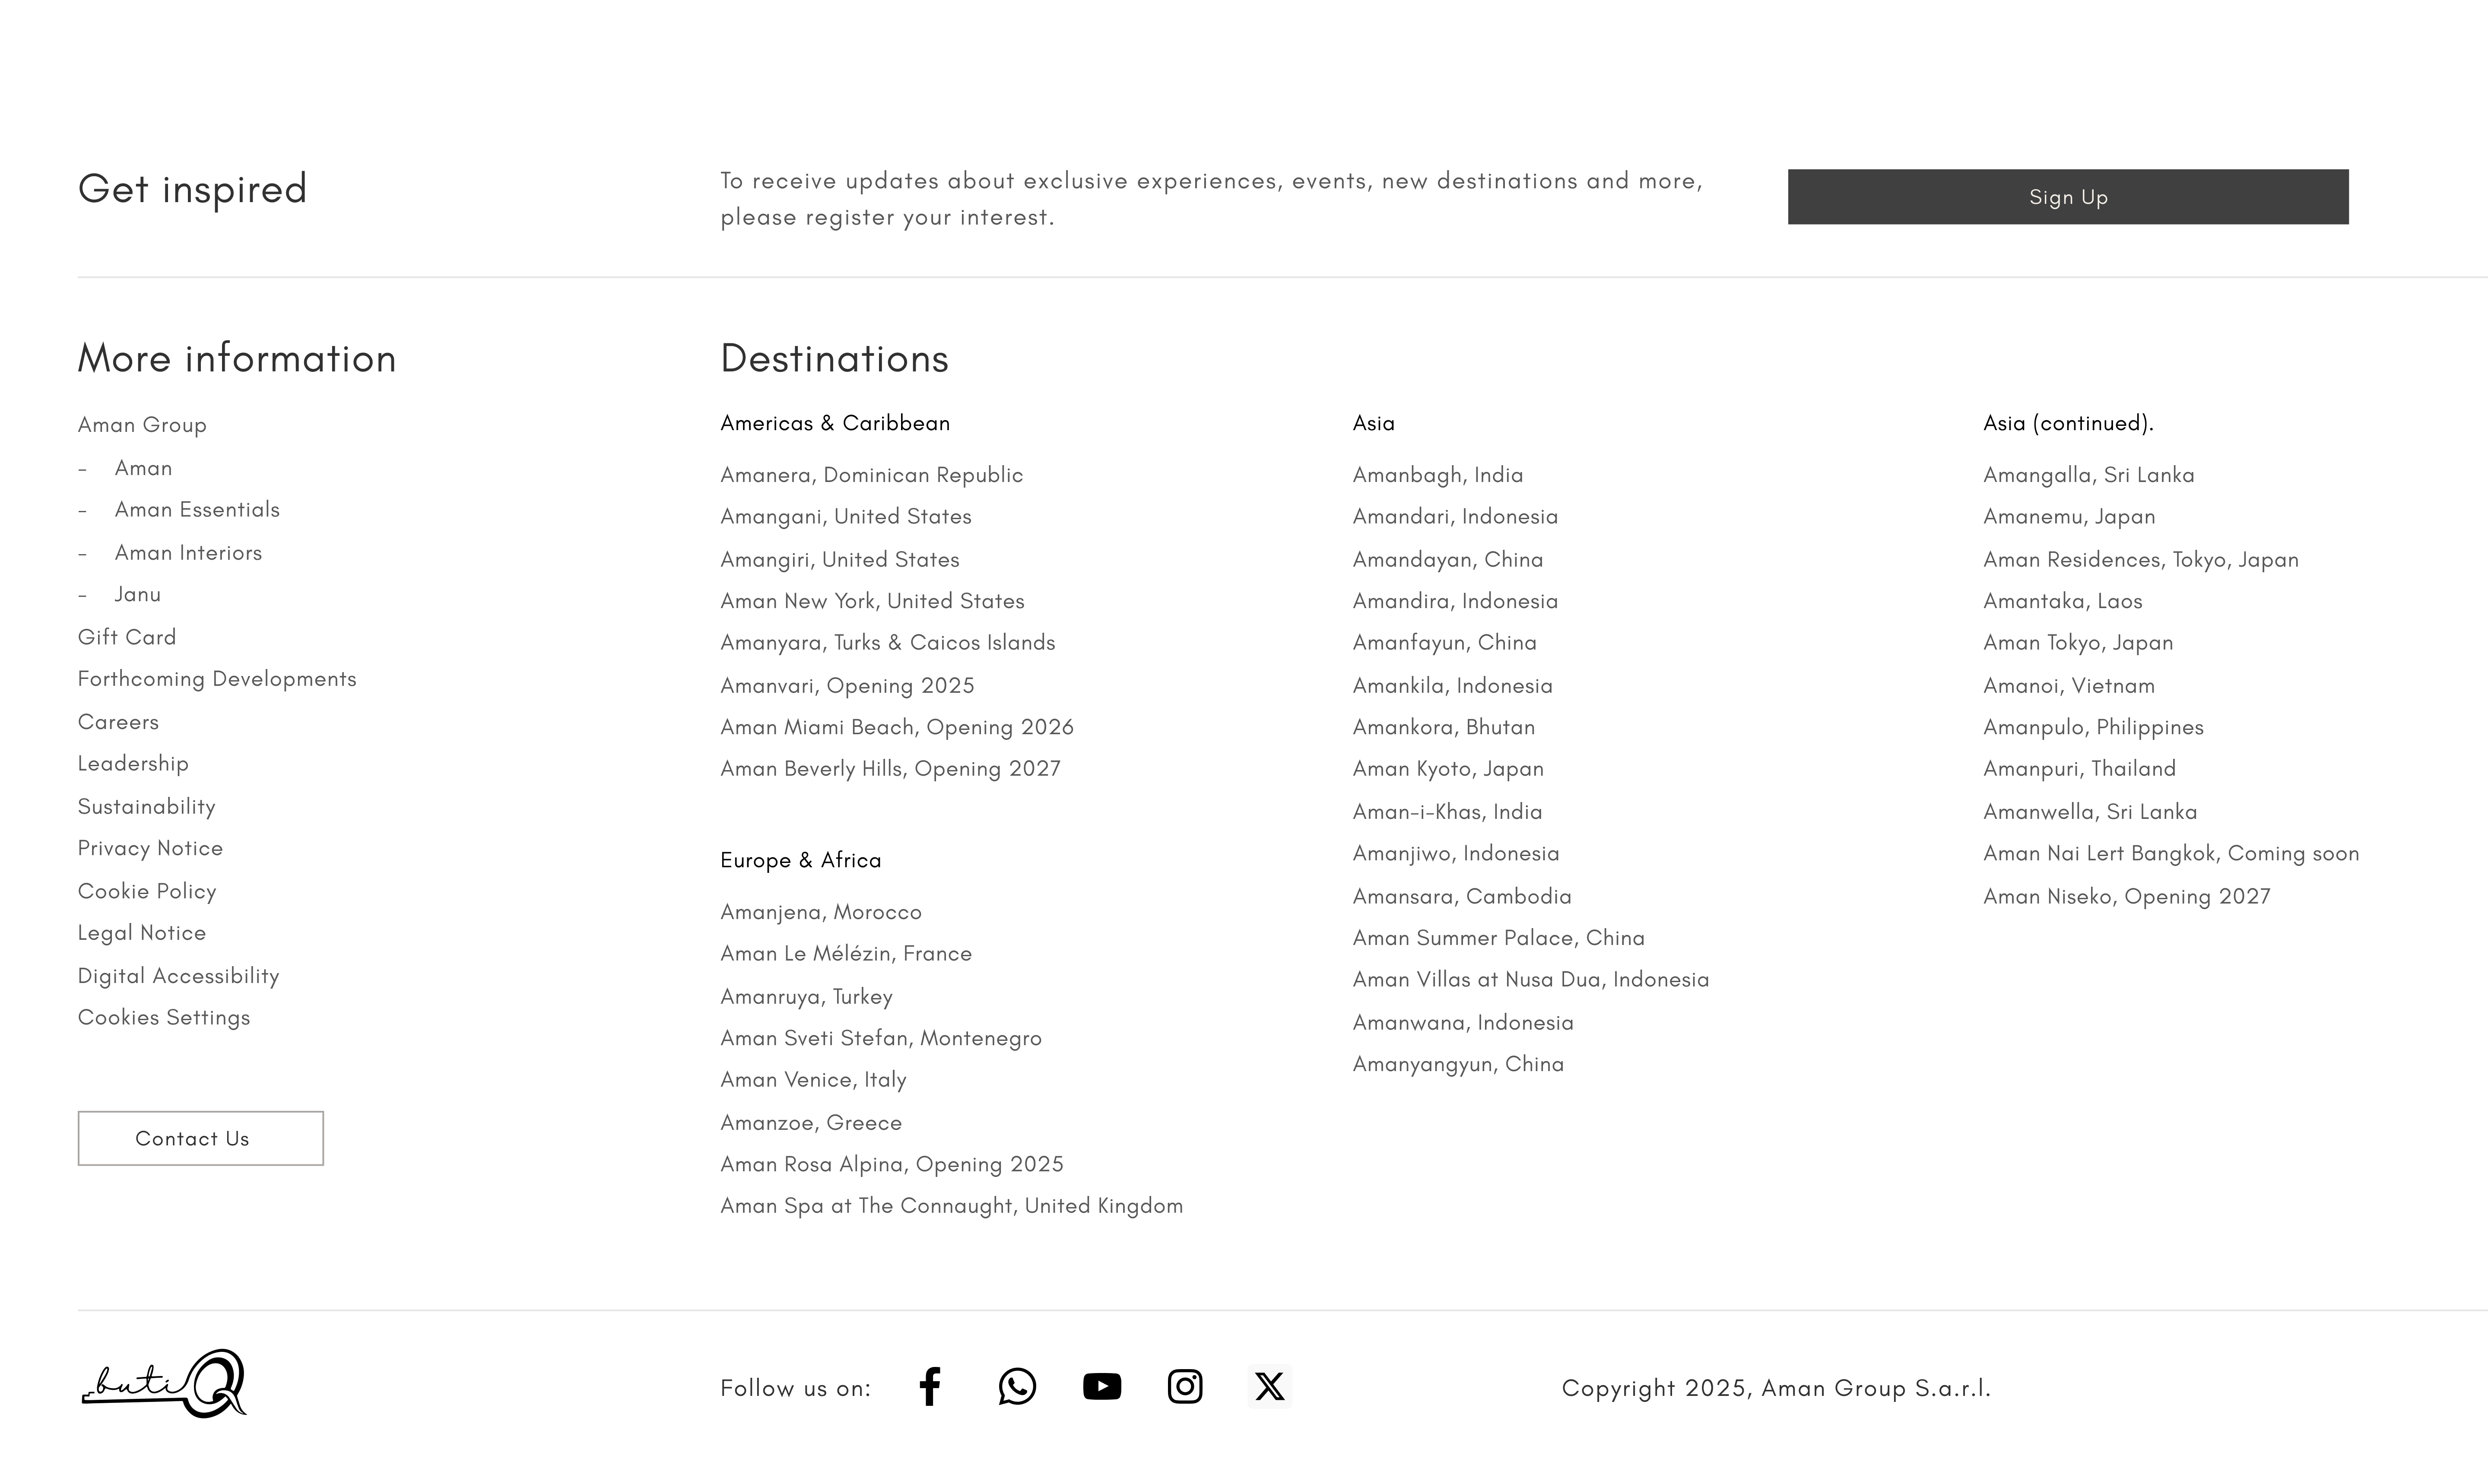 Get inspired
To receive updates about exclusive experiences, events, new destinations and more,
please register your interest.
Sign Up
More information
Aman Group
- Aman
- Aman Essentials
- Aman Interiors
- Janu
Gift Card
Forthcoming Developments
Careers
Leadership
Sustainability
Privacy Notice
Cookie Policy
Legal Notice
Digital Accessibility
Cookies Settings
Contact Us
Destinations
Americas & Caribbean
Amanera, Dominican Republic
Amangani, United States
Amangiri, United States
Aman New York, United States
Amanyara, Turks & Caicos Islands
Amanvari, Opening 2025
Aman Miami Beach, Opening 2026
Aman Beverly Hills, Opening 2027
Europe & Africa
Amanjena, Morocco
Aman Le Mélézin, France
Amanruya, Turkey
Aman Sveti Stefan, Montenegro
Aman Venice, Italy
Amanzoe, Greece
Aman Rosa Alpina, Opening 2025
Aman Spa at The Connaught, United Kingdom
Asia
Amanbagh, India
Amandari, Indonesia
Amandayan, China
Amandira, Indonesia
Amanfayun, China
Amankila, Indonesia
Amankora, Bhutan
Aman Kyoto, Japan
Aman-i-Khas, India
Amanjiwo, Indonesia
Amansara, Cambodia
Aman Summer Palace, China
Aman Villas at Nusa Dua, Indonesia
Amanwana, Indonesia
Amanyangyun, China
Asia (continued).
Amangalla, Sri Lanka
Amanemu, Japan
Aman Residences, Tokyo, Japan
Amantaka, Laos
Aman Tokyo, Japan
Amanoi, Vietnam
Amanpulo, Philippines
Amanpuri, Thailand
Amanwella, Sri Lanka
Aman Nai Lert Bangkok, Coming soon
Aman Niseko, Opening 2027
butiQ
Follow us on:
Copyright 2025, Aman Group S.a.r.l.